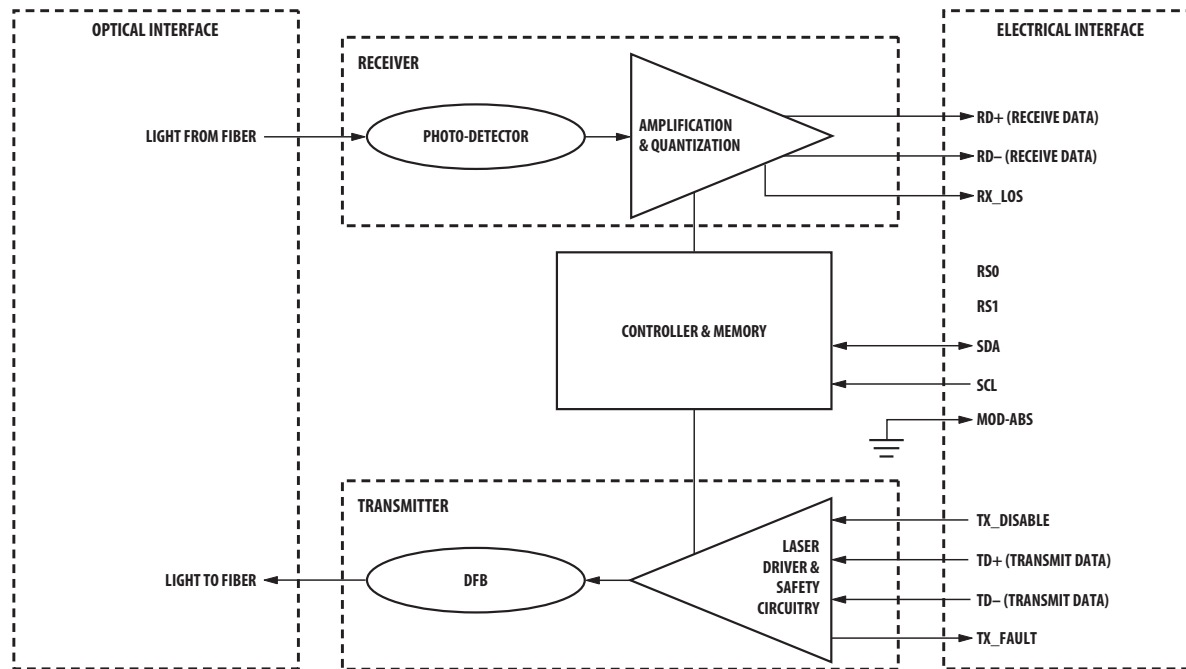 OPTICAL INTERFACE
ELECTRICAL INTERFACE
RECEIVER
LIGHT FROM FIBER
PHOTO-DETECTOR
AMPLIFICATION
& QUANTIZATION
RD+ (RECEIVE DATA)
RD– (RECEIVE DATA)
RX_LOS
RS0
RS1
CONTROLLER & MEMORY
SDA
SCL
MOD-ABS
TRANSMITTER
LIGHT TO FIBER
DFB
LASER
DRIVER &
SAFETY
CIRCUITRY
TX_DISABLE
TD+ (TRANSMIT DATA)
TD– (TRANSMIT DATA)
TX_FAULT